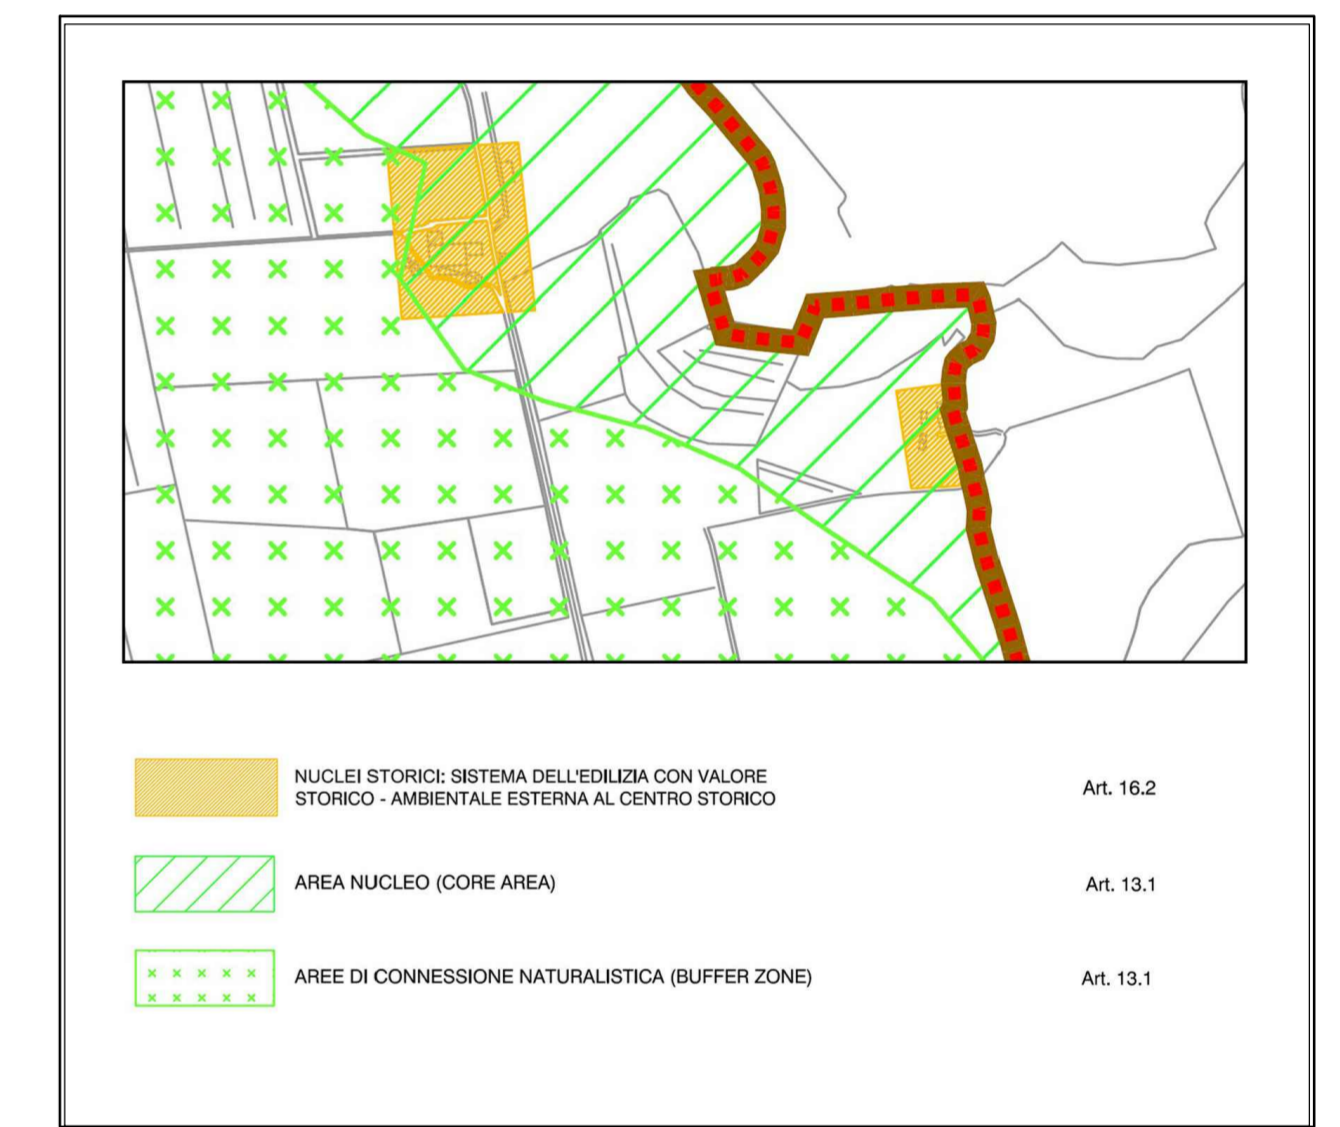 NUCLEI STORICI: SISTEMA DELL'EDILIZIA CON VALORE
STORICO - AMBIENTALE ESTERNA AL CENTRO STORICO
Art. 16.2
AREA NUCLEO (CORE AREA)
Art. 13.1
AREE DI CONNESSIONE NATURALISTICA (BUFFER ZONE)
Art. 13.1